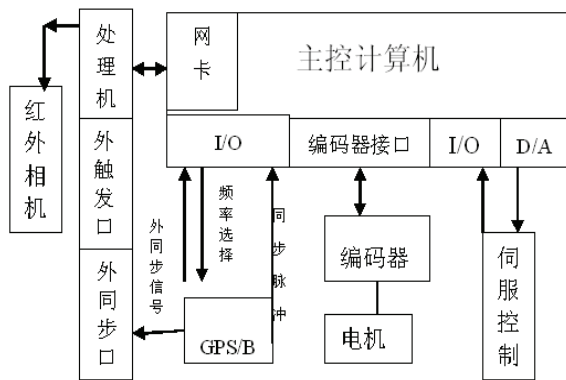 处理机
网卡
主控计算机
红外相机
外触发口
I/O
编码器接口
I/O
D/A
外同步信号
频率选择
同步脉冲
外同步口
GPS/B
编码器
电机
伺服控制